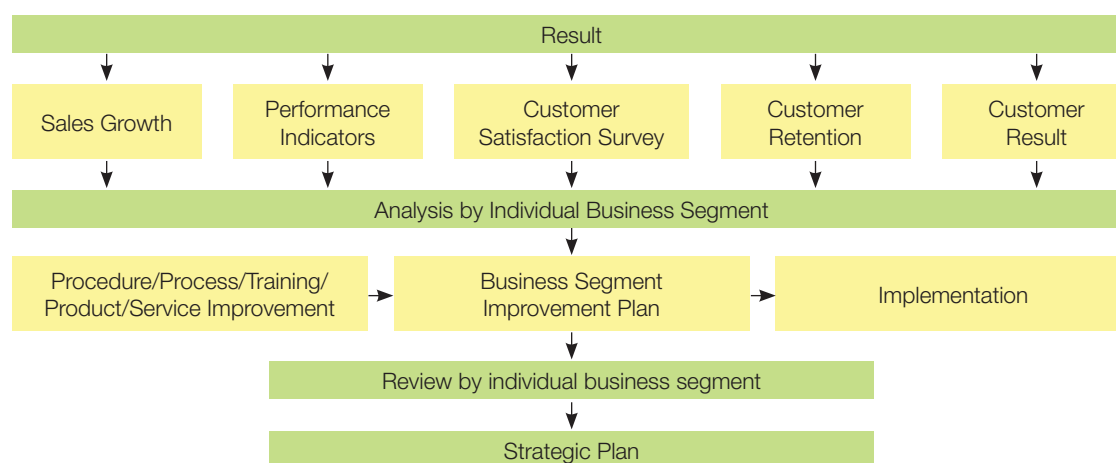 Result
Sales Growth
Performance
Indicators
Customer
Satisfaction Survey
Customer
Retention
Customer
Result
Analysis by Individual Business Segment
Procedure/Process/Training/
Product/Service Improvement
Business Segment
Improvement Plan
Implementation
Review by individual business segment
Strategic Plan